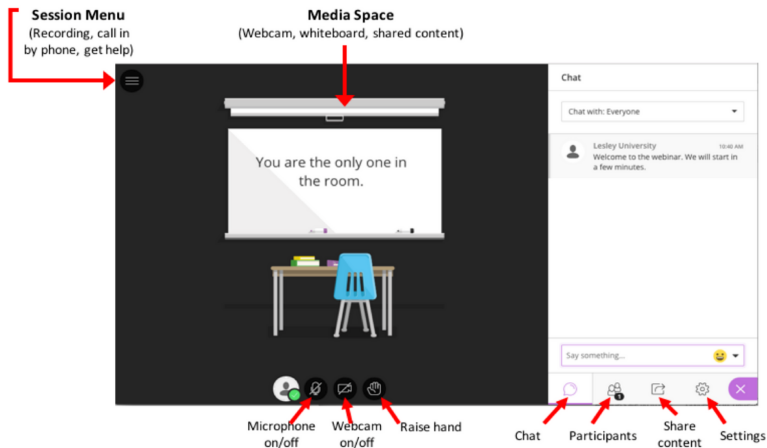 Session Menu
(Recording, call in
by phone, get help)
Media Space
(Webcam, whiteboard, shared content)
You are the only one in
the room.
Chat
Chat with: Everyone
Lesley University 10:40 AM
Welcome to the webinar. We will start in
a few minutes.
Say something...
1
Microphone
on/off
Webcam
on/off
Raise hand
Chat
Participants
Share
content
Settings